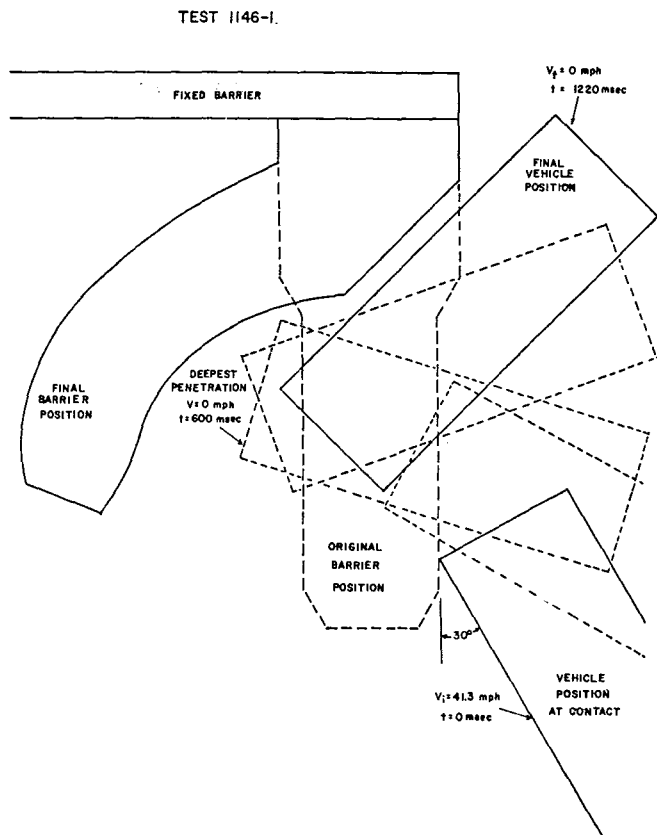 TEST 1146-1.
FIXED BARRIER
Vf = 0 mph
t = 1220 msec
FINAL
VEHICLE
POSITION
DEEPEST
PENETRATION
V=0 mph
t=600 msec
FINAL
BARRIER
POSITION
ORIGINAL
BARRIER
POSITION
30°
Vi=41.3 mph
t=0 msec
VEHICLE
POSITION
AT CONTACT